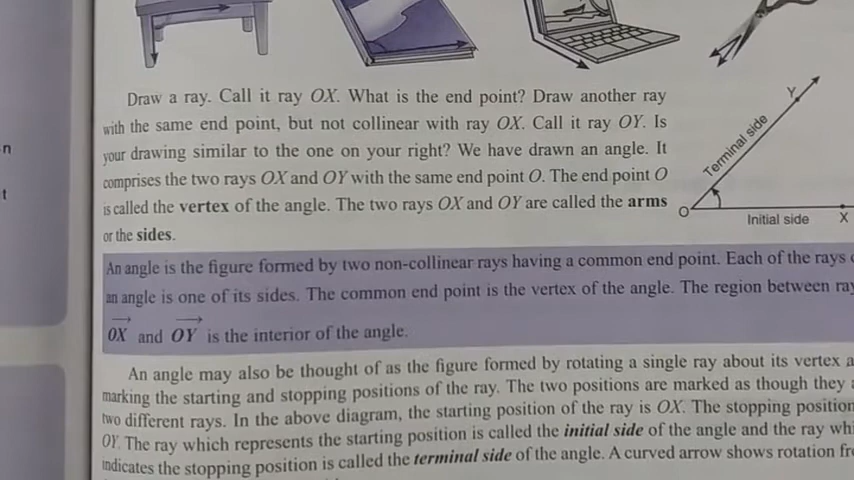 n
t
Draw a ray. Call it ray OX. What is the end point? Draw another ray
with the same end point, but not collinear with ray OX. Call it ray OY. Is
your drawing similar to the one on your right? We have drawn an angle. It
comprises the two rays OX and OY with the same end point O. The end point O
is called the vertex of the angle. The two rays OX and OY are called the arms
or the sides.
Y
Terminal side
O
Initial side
X
An angle is the figure formed by two non-collinear rays having a common end point. Each of the rays
an angle is one of its sides. The common end point is the vertex of the angle. The region between ray
OX and OY is the interior of the angle.
An angle may also be thought of as the figure formed by rotating a single ray about its vertex a
marking the starting and stopping positions of the ray. The two positions are marked as though they a
two different rays. In the above diagram, the starting position of the ray is OX. The stopping position
OY. The ray which represents the starting position is called the initial side of the angle and the ray whi
indicates the stopping position is called the terminal side of the angle. A curved arrow shows rotation fr